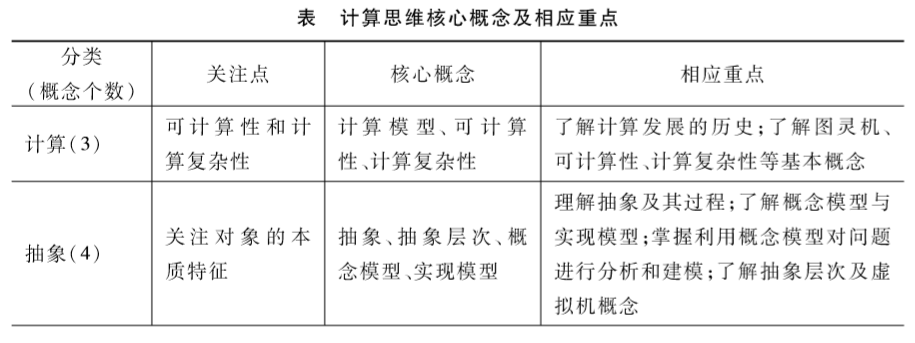 表 计算思维核心概念及相应重点
分类
（概念个数）
关注点
核心概念
相应重点
计算(3)
可计算性和计
算复杂性
计算模型、可计算
性、计算复杂性
了解计算发展的历史；了解图灵机、
可计算性、计算复杂性等基本概念
抽象(4)
关注对象的本
质特征
抽象、抽象层次、概
念模型、实现模型
理解抽象及其过程；了解概念模型与
实现模型；掌握利用概念模型对问题
进行分析和建模；了解抽象层次及虚
拟机概念